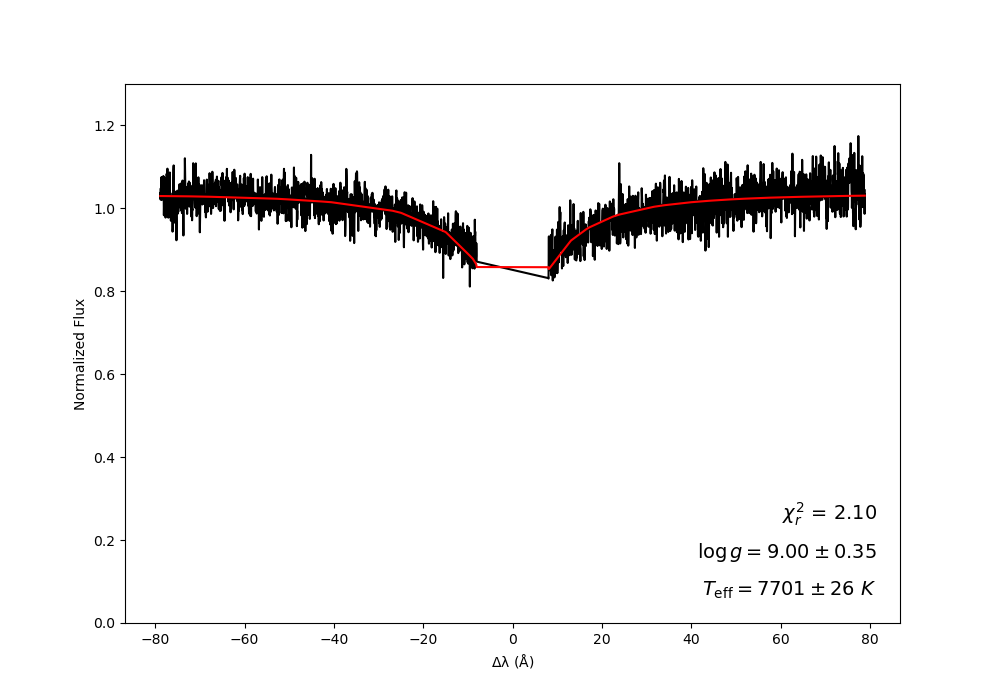 1.2
1.0
0.8
0.6
0.4
0.2
0.0
Normalized Flux
χ²ᵣ = 2.10
log g = 9.00 ± 0.35
T_eff = 7701 ± 26 K
−80 −60 −40 −20 0 20 40 60 80
Δλ (Å)